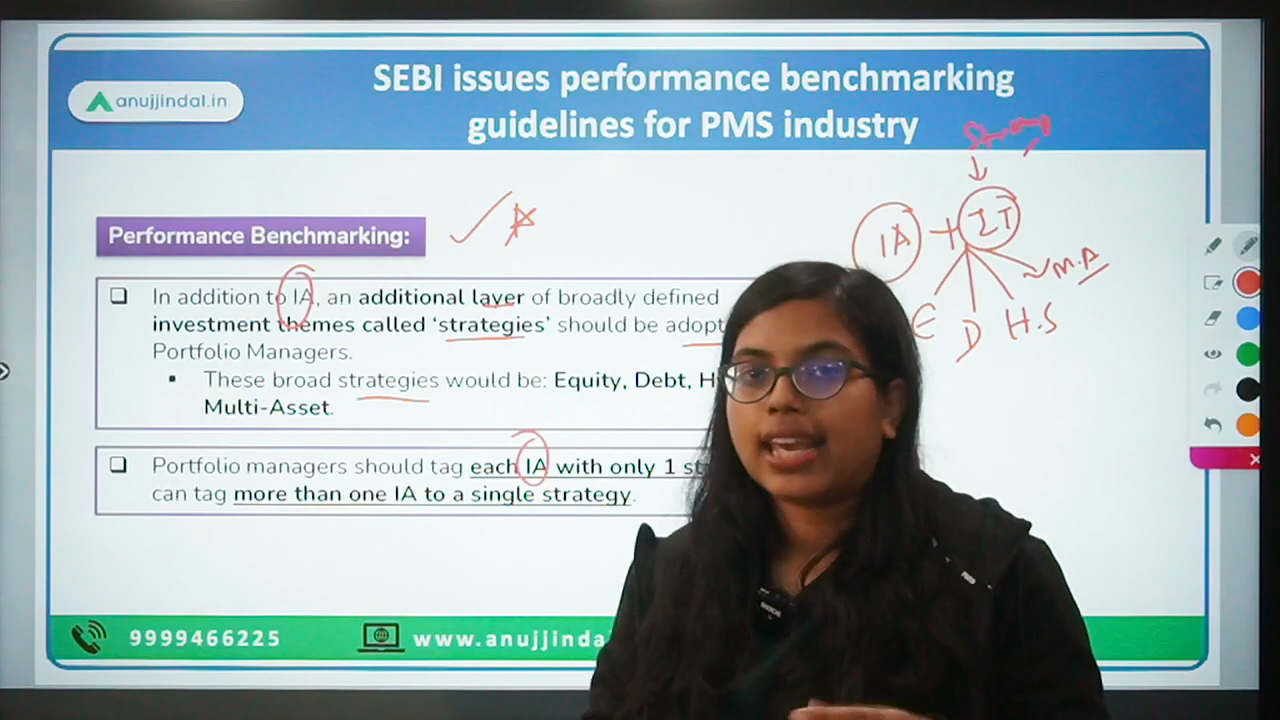 anujjindal.in
SEBI issues performance benchmarking
guidelines for PMS industry
Performance Benchmarking:
IA + IT
M.A
E
D
H.S
❑ In addition to IA, an additional layer of broadly defined
investment themes called ‘strategies’ should be adopt
Portfolio Managers.
▪ These broad strategies would be: Equity, Debt, H
Multi-Asset.
❑ Portfolio managers should tag each IA with only 1 st
can tag more than one IA to a single strategy.
9999466225
www.anujjinda